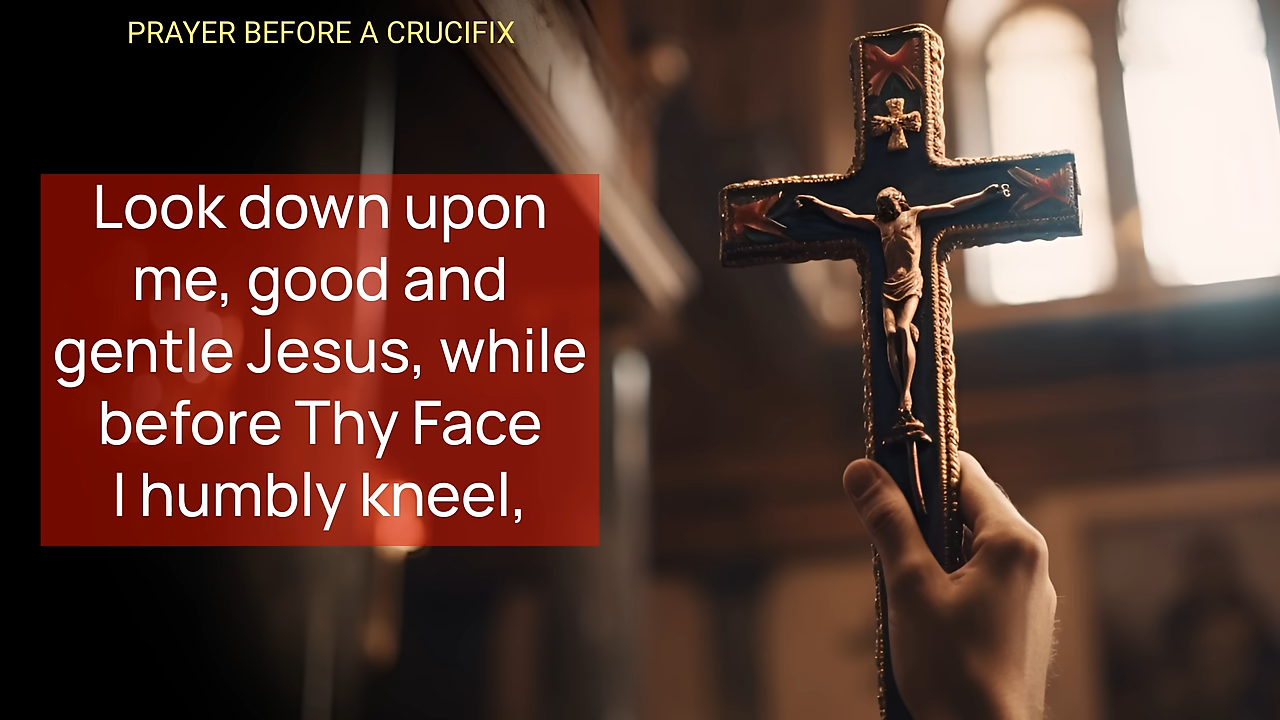 PRAYER BEFORE A CRUCIFIX
Look down upon
me, good and
gentle Jesus, while
before Thy Face
I humbly kneel,